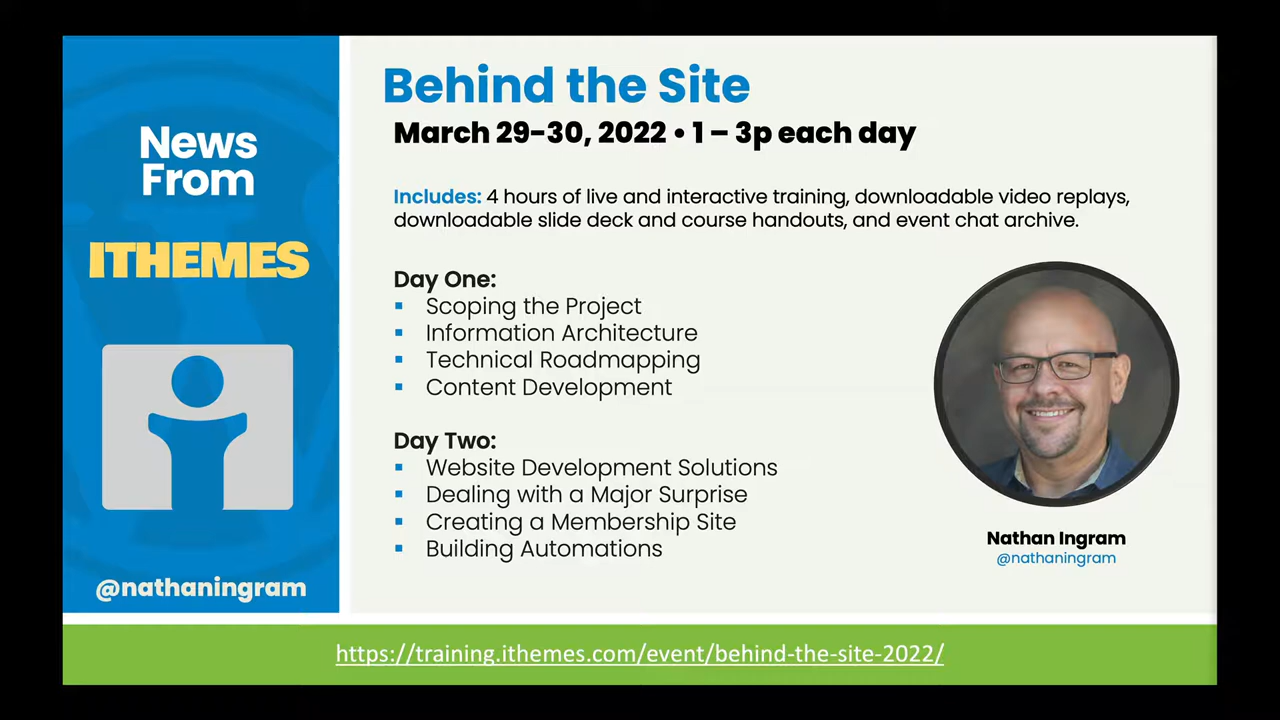 News
From
ITHEMES
@nathaningram
Behind the Site
March 29-30, 2022 • 1 – 3p each day
Includes: 4 hours of live and interactive training, downloadable video replays,
downloadable slide deck and course handouts, and event chat archive.
Day One:
▪ Scoping the Project
▪ Information Architecture
▪ Technical Roadmapping
▪ Content Development
Day Two:
▪ Website Development Solutions
▪ Dealing with a Major Surprise
▪ Creating a Membership Site
▪ Building Automations
Nathan Ingram
@nathaningram
https://training.ithemes.com/event/behind-the-site-2022/